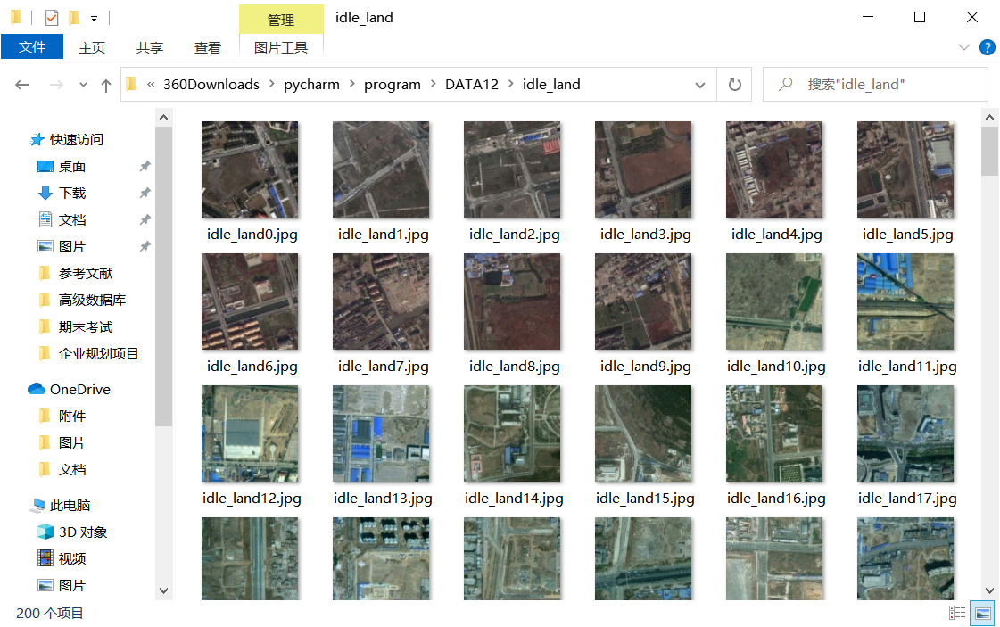 管理 idle_land
文件 主页 共享 查看 图片工具
« 360Downloads › pycharm › program › DATA12 › idle_land 搜索"idle_land"
快速访问
桌面
下载
文档
图片
参考文献
高级数据库
期末考试
企业规划项目
OneDrive
附件
图片
文档
此电脑
3D 对象
视频
图片
idle_land0.jpg idle_land1.jpg idle_land2.jpg idle_land3.jpg idle_land4.jpg idle_land5.jpg
idle_land6.jpg idle_land7.jpg idle_land8.jpg idle_land9.jpg idle_land10.jpg idle_land11.jpg
idle_land12.jpg idle_land13.jpg idle_land14.jpg idle_land15.jpg idle_land16.jpg idle_land17.jpg
200 个项目